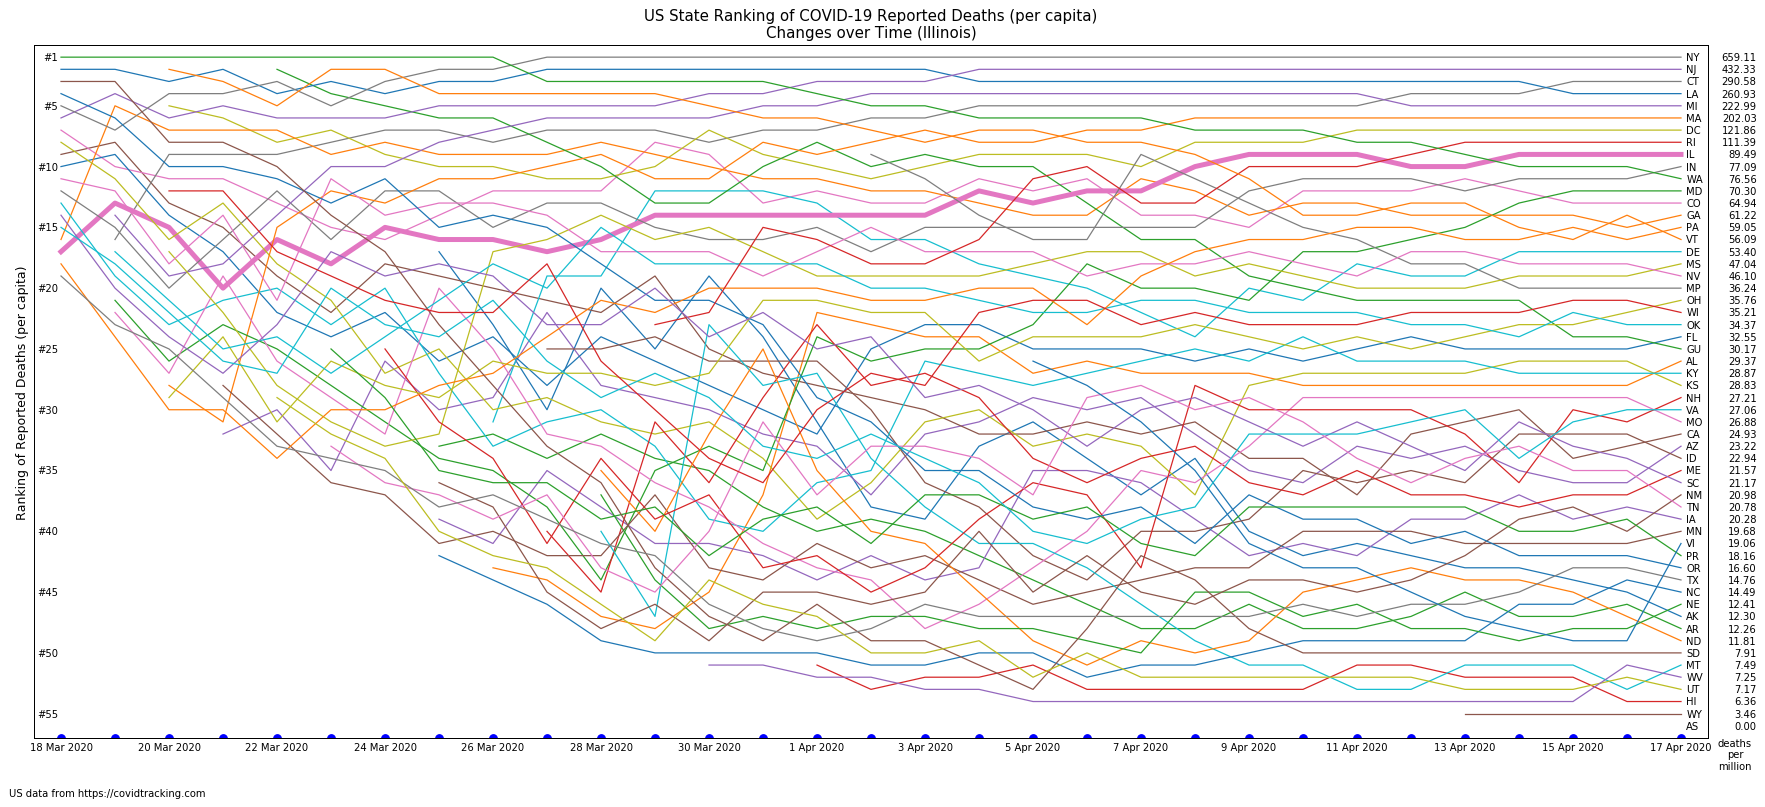 US State Ranking of COVID-19 Reported Deaths (per capita)
Changes over Time (Illinois)
Ranking of Reported Deaths (per capita)
#1
#5
#10
#15
#20
#25
#30
#35
#40
#45
#50
#55
NY 659.11
NJ 432.33
CT 290.58
LA 260.93
MI 222.99
MA 202.03
DC 121.86
RI 111.39
IL 89.49
IN 77.09
WA 76.56
MD 70.30
CO 64.94
GA 61.22
PA 59.05
VT 56.09
DE 53.40
MS 47.04
NV 46.10
MP 36.24
OH 35.76
WI 35.21
OK 34.37
FL 32.55
GU 30.17
AL 29.37
KY 28.87
KS 28.83
NH 27.21
VA 27.06
MO 26.88
CA 24.93
AZ 23.22
ID 22.94
ME 21.57
SC 21.17
NM 20.98
TN 20.78
IA 20.28
MN 19.68
VI 19.06
PR 18.16
OR 16.60
TX 14.76
NC 14.49
NE 12.41
AK 12.30
AR 12.26
ND 11.81
SD 7.91
MT 7.49
WV 7.25
UT 7.17
HI 6.36
WY 3.46
AS 0.00
18 Mar 2020 20 Mar 2020 22 Mar 2020 24 Mar 2020 26 Mar 2020 28 Mar 2020 30 Mar 2020 1 Apr 2020 3 Apr 2020 5 Apr 2020 7 Apr 2020 9 Apr 2020 11 Apr 2020 13 Apr 2020 15 Apr 2020 17 Apr 2020
deaths
per
million
US data from https://covidtracking.com